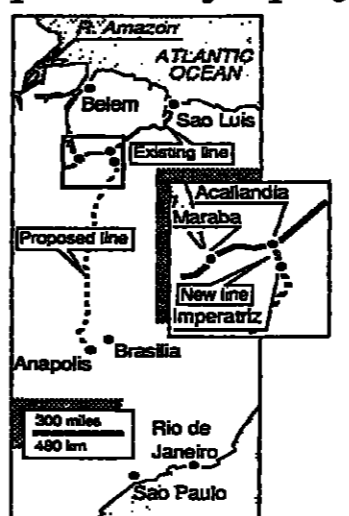 R. Amazon
ATLANTIC
OCEAN
Belem
Sao Luis
Existing line
Acailandia
Maraba
Proposed line
New line
Imperatriz
Brasilia
Anapolis
300 miles
480 km
Rio de
Janeiro
Sao Paulo